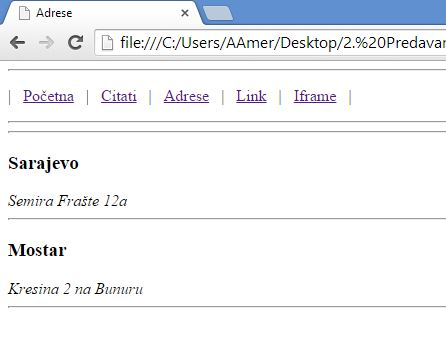 Adrese
file:///C:/Users/AAmer/Desktop/2.%20Predavan
| Početna | Citati | Adrese | Link | Iframe |
Sarajevo
Semira Frašte 12a
Mostar
Kresina 2 na Bunuru